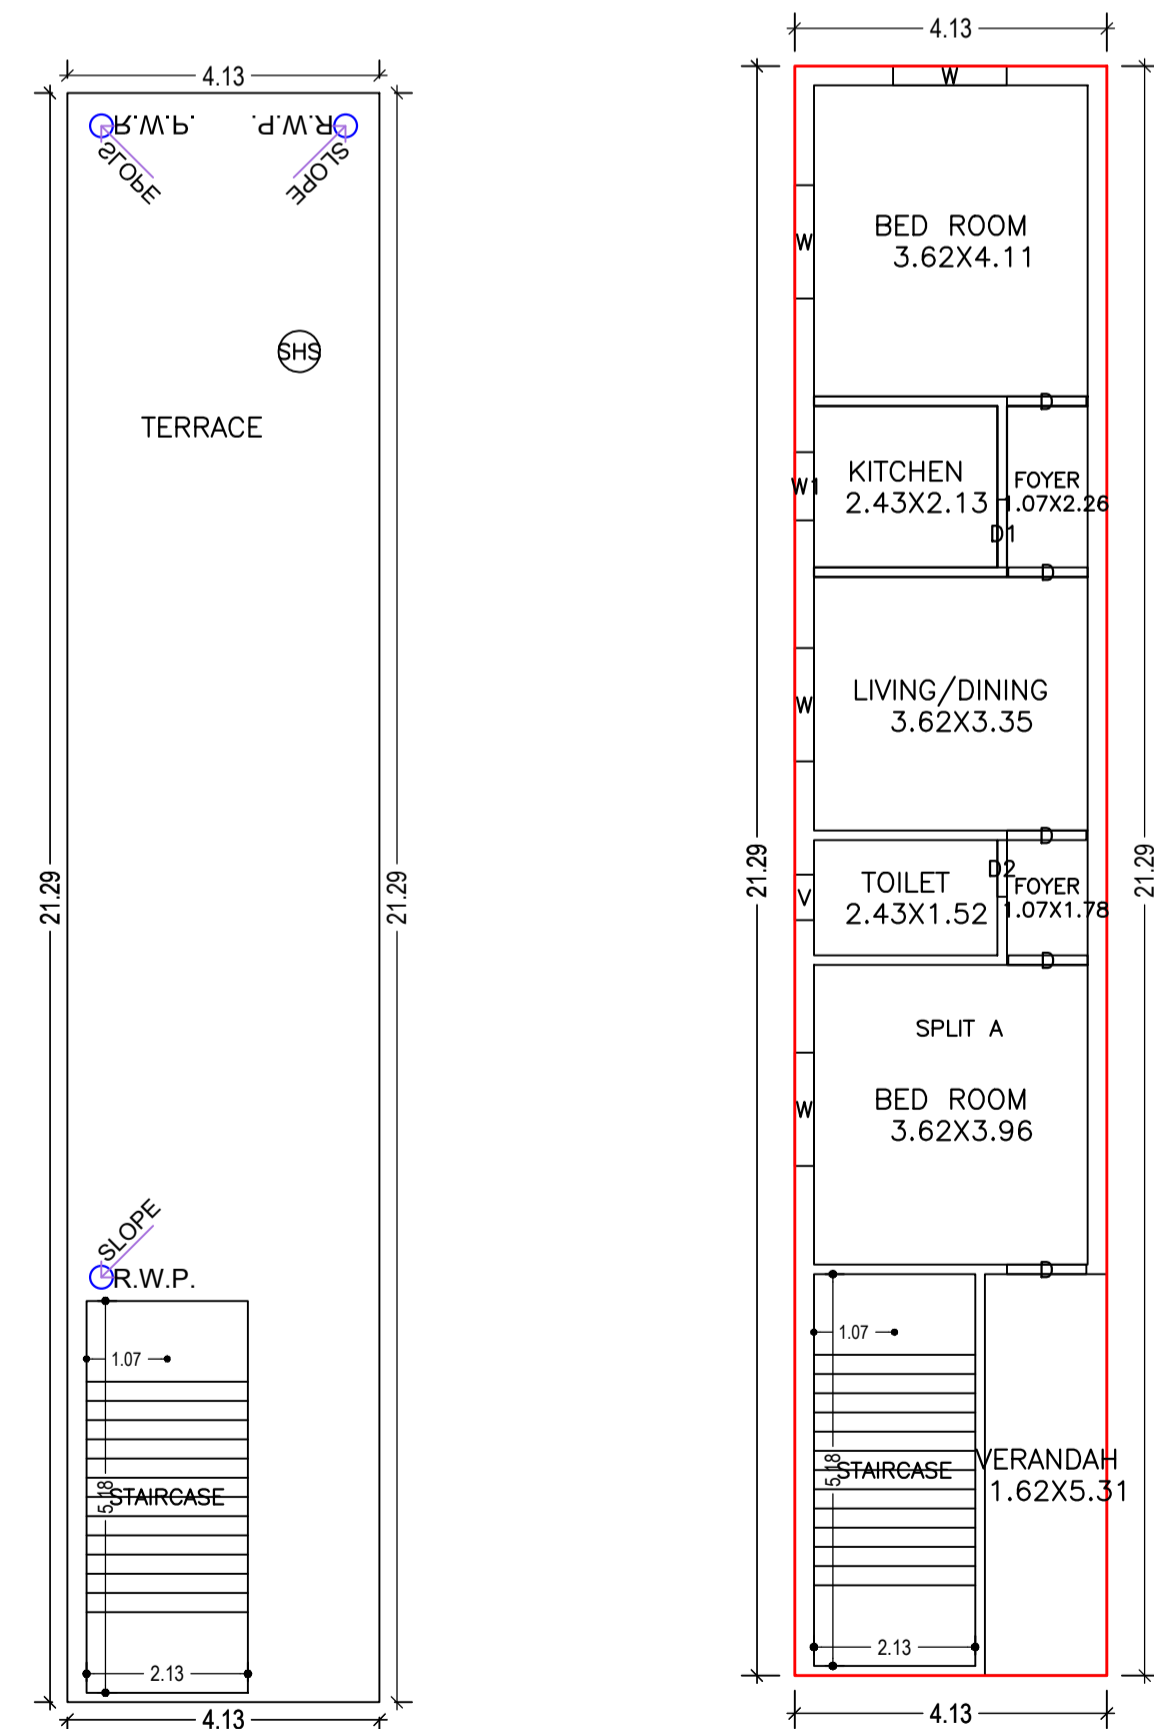 4.13
R.W.P.
R.W.P.
SLOPE
SLOPE
SHS
TERRACE
21.29
21.29
SLOPE
R.W.P.
1.07
5.18
STAIRCASE
2.13
4.13
4.13
W
W
BED ROOM
3.62X4.11
D
W1
KITCHEN
2.43X2.13
FOYER
1.07X2.26
D1
D
W
LIVING/DINING
3.62X3.35
21.29
21.29
D
D2
V
TOILET
2.43X1.52
FOYER
1.07X1.78
D
SPLIT A
W
BED ROOM
3.62X3.96
D
1.07
5.18
STAIRCASE
VERANDAH
1.62X5.31
2.13
4.13